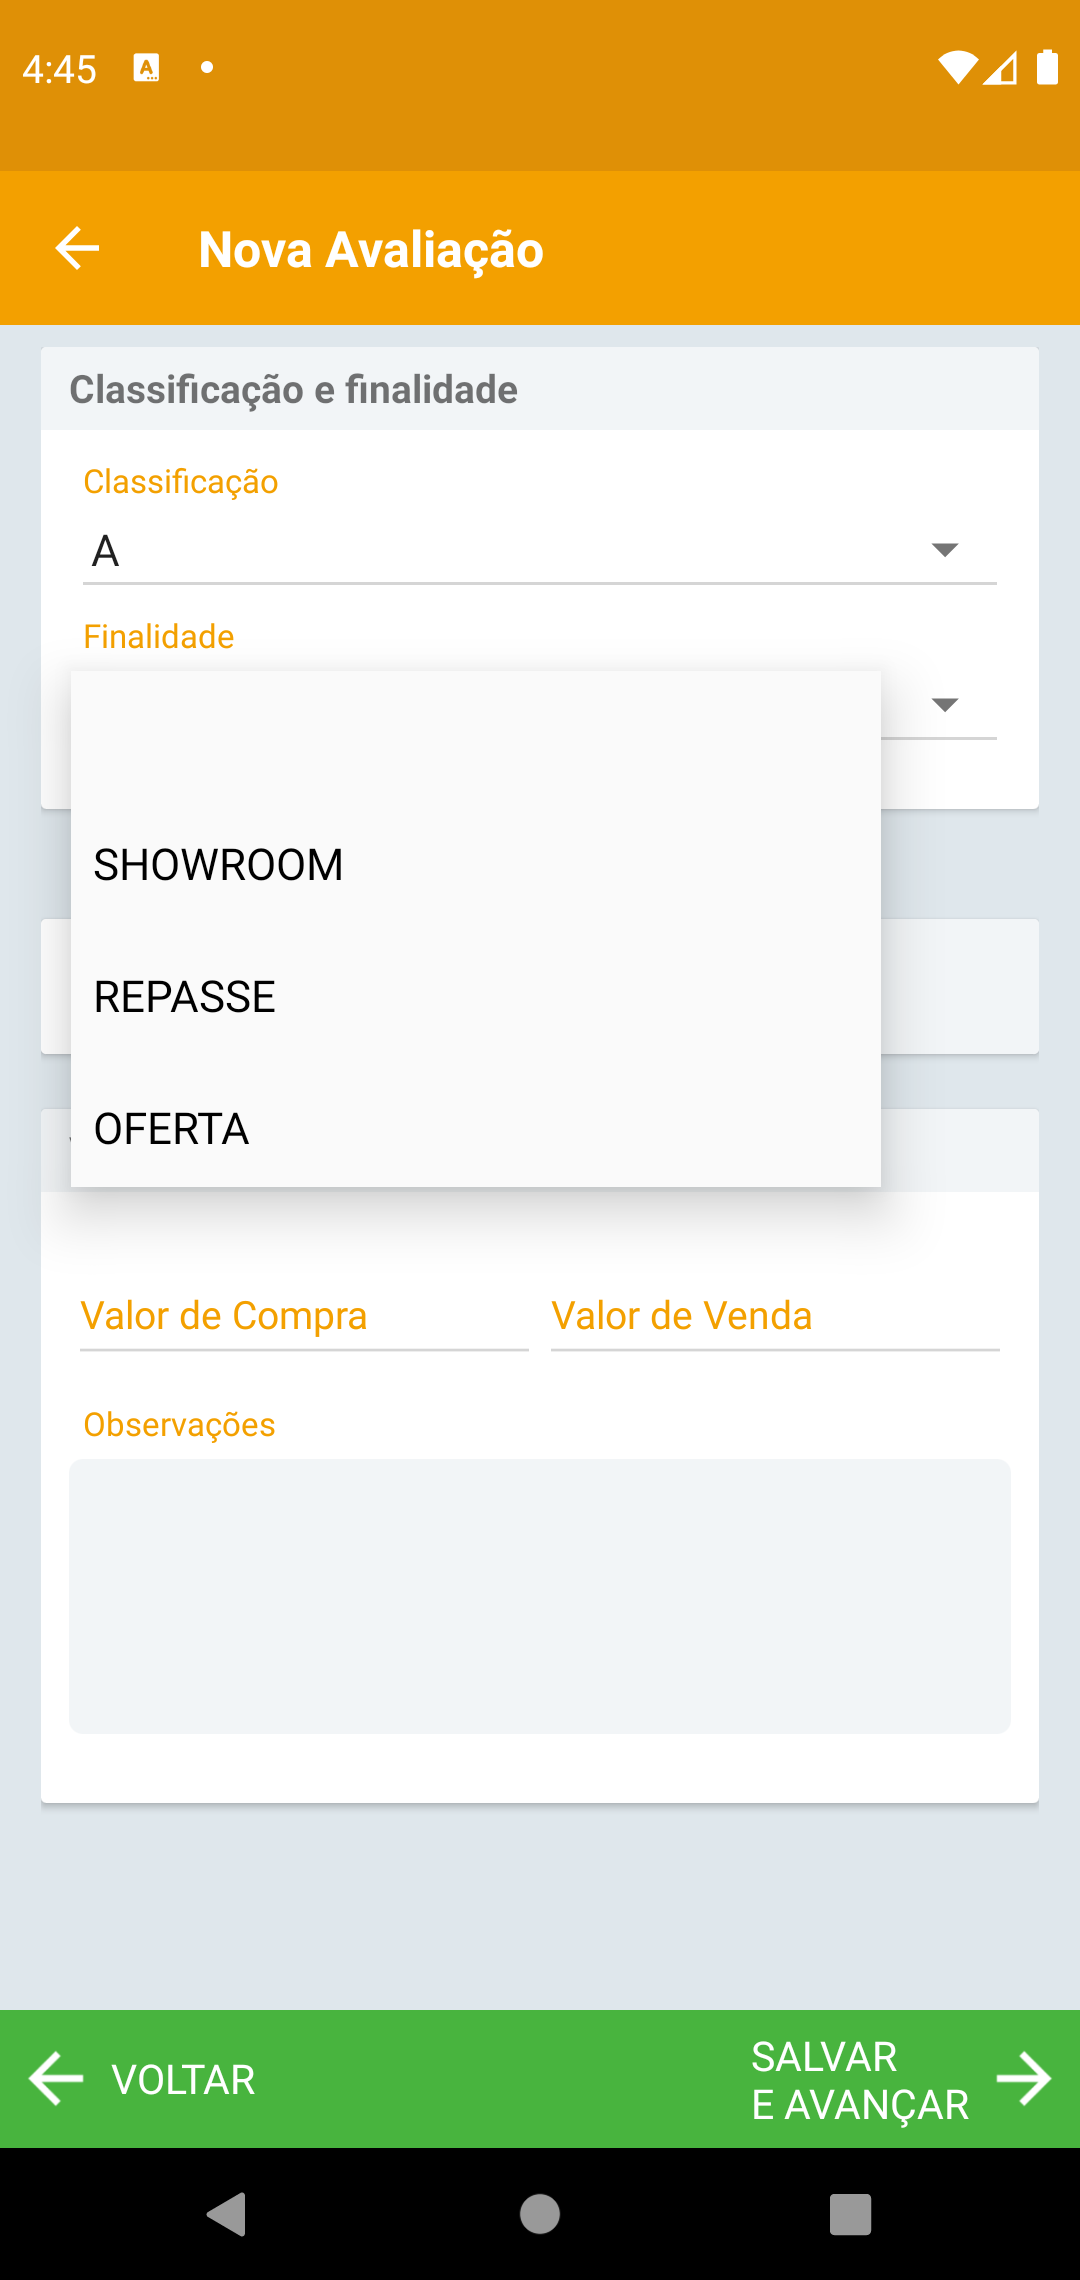 4:45
Nova Avaliação
Classificação e finalidade
Classificação
A
Finalidade
SHOWROOM
REPASSE
OFERTA
Valor de Compra
Valor de Venda
Observações
VOLTAR
SALVAR
E AVANÇAR